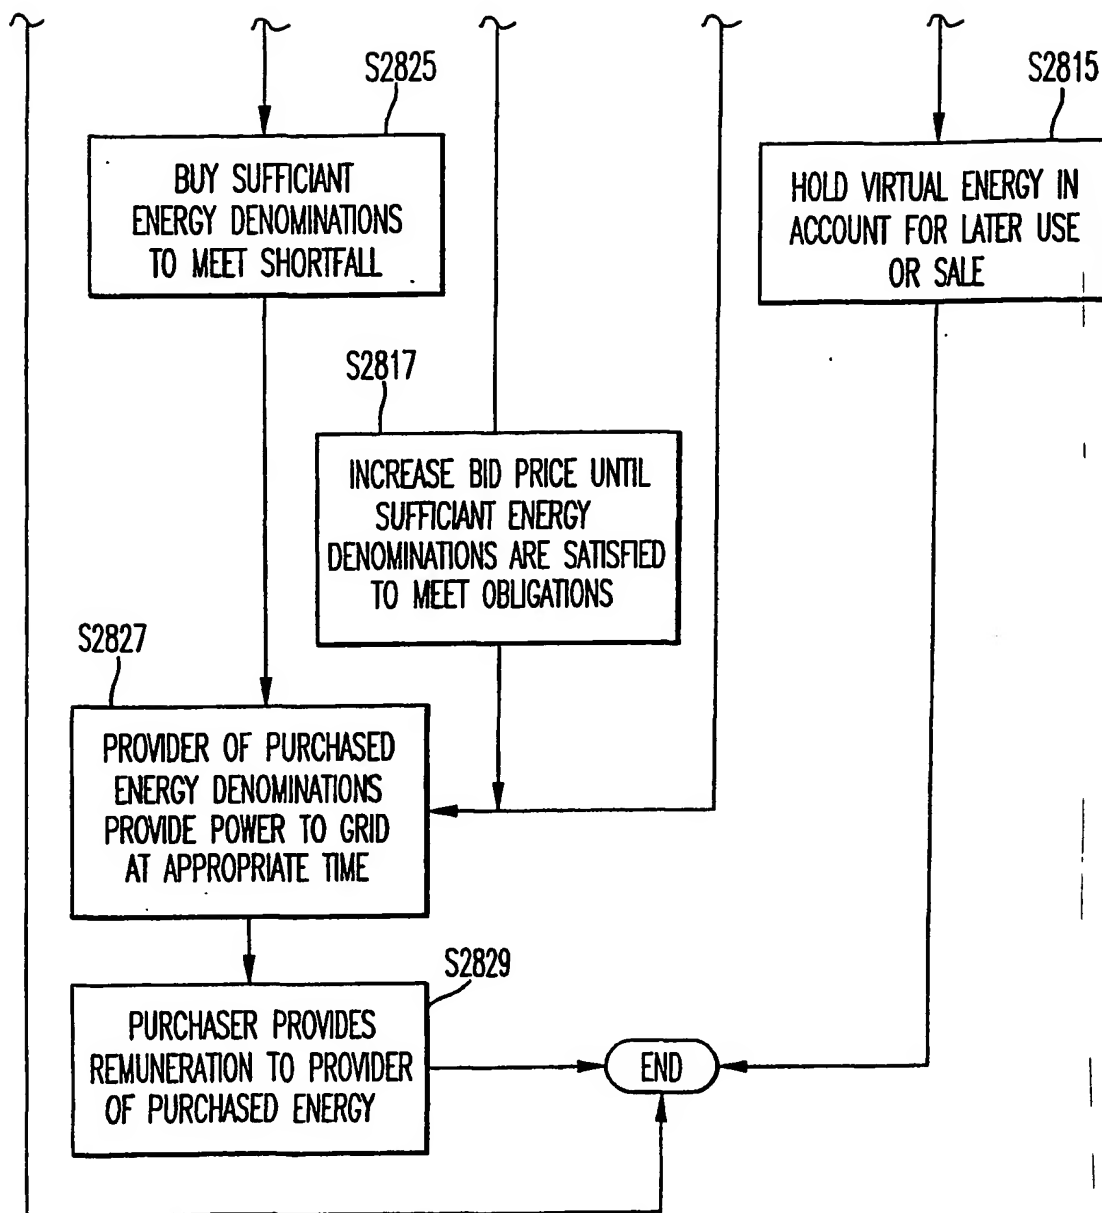 S2825
S2815
BUY SUFFICIANT
ENERGY DENOMINATIONS
TO MEET SHORTFALL
HOLD VIRTUAL ENERGY IN
ACCOUNT FOR LATER USE
OR SALE
S2817
INCREASE BID PRICE UNTIL
SUFFICIANT ENERGY
DENOMINATIONS ARE SATISFIED
TO MEET OBLIGATIONS
S2827
PROVIDER OF PURCHASED
ENERGY DENOMINATIONS
PROVIDE POWER TO GRID
AT APPROPRIATE TIME
S2829
PURCHASER PROVIDES
REMUNERATION TO PROVIDER
OF PURCHASED ENERGY
END